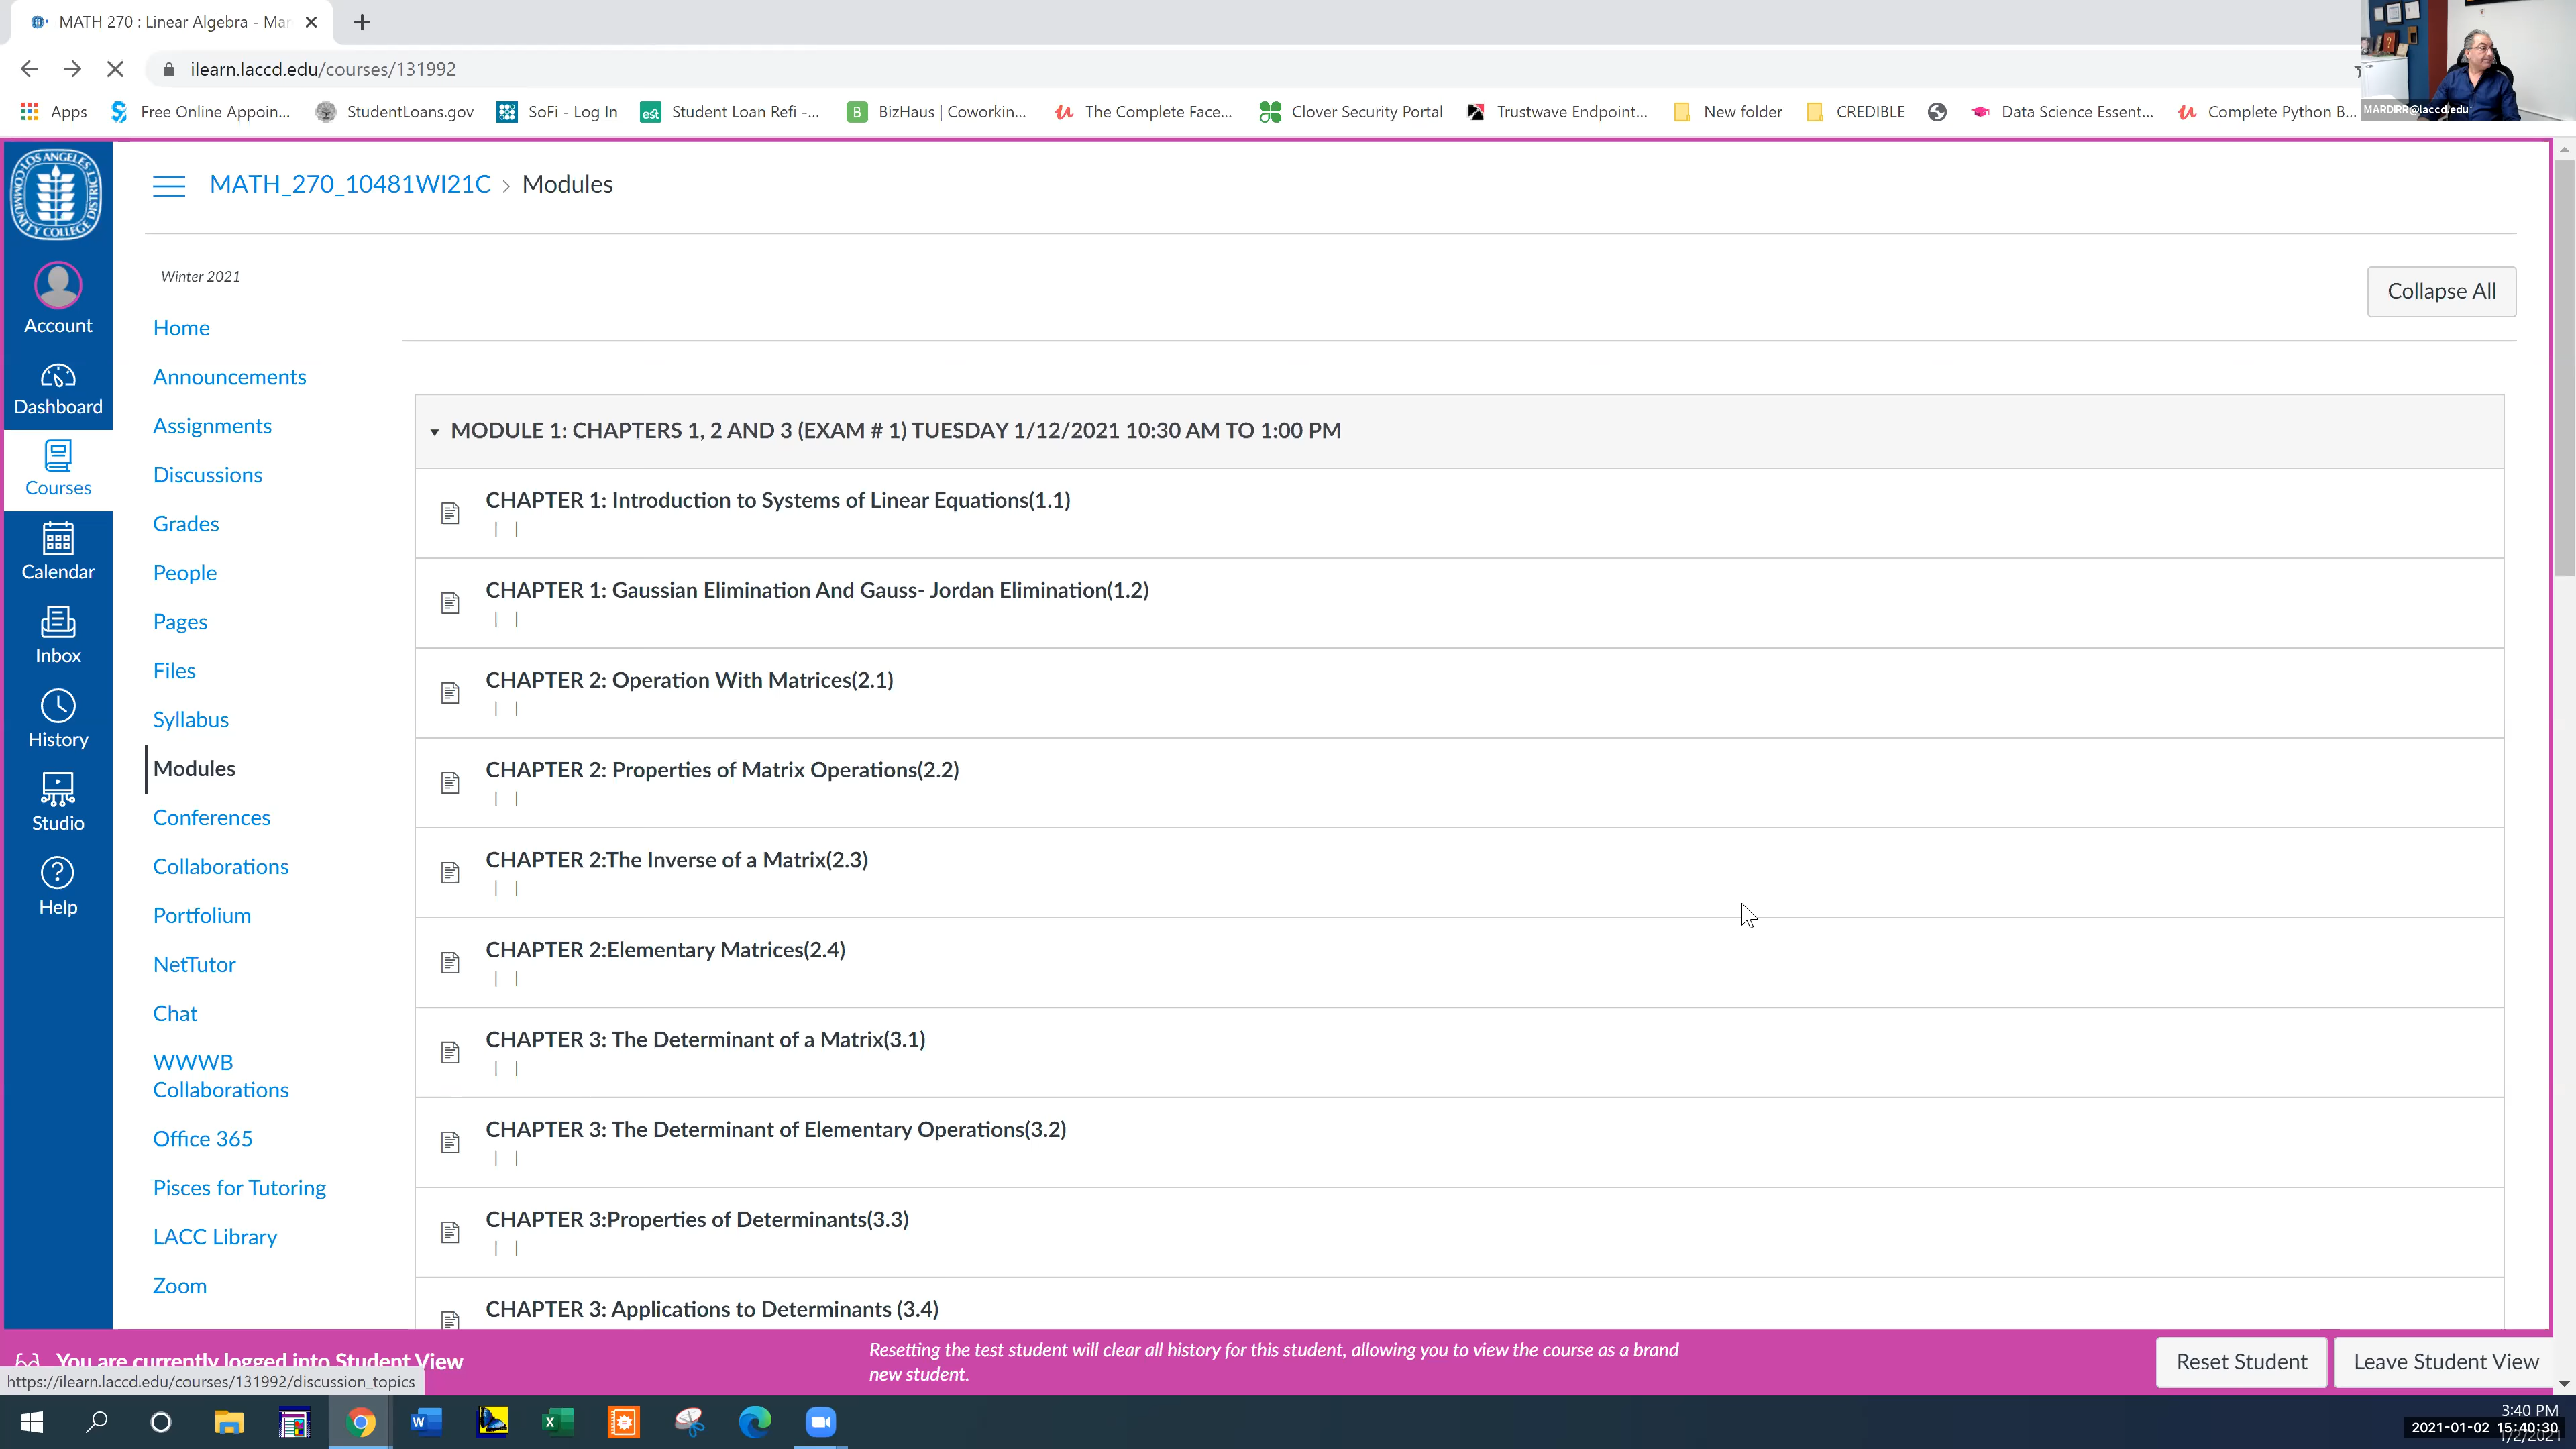 MATH 270 : Linear Algebra - Mar
ilearn.laccd.edu/courses/131992
Apps
Free Online Appoin...
StudentLoans.gov
SoFi - Log In
Student Loan Refi -...
BizHaus | Coworkin...
The Complete Face...
Clover Security Portal
Trustwave Endpoint...
New folder
CREDIBLE
Data Science Essent...
Complete Python B...
MARDIRR@laccd.edu
LOS ANGELES COMMUNITY COLLEGE DISTRICT
Account
Dashboard
Courses
Calendar
Inbox
History
Studio
Help
MATH_270_10481WI21C > Modules
Winter 2021
Home
Announcements
Assignments
Discussions
Grades
People
Pages
Files
Syllabus
Modules
Conferences
Collaborations
Portfolium
NetTutor
Chat
WWWB
Collaborations
Office 365
Pisces for Tutoring
LACC Library
Zoom
Collapse All
MODULE 1: CHAPTERS 1, 2 AND 3 (EXAM # 1) TUESDAY 1/12/2021 10:30 AM TO 1:00 PM
CHAPTER 1: Introduction to Systems of Linear Equations(1.1)
| |
CHAPTER 1: Gaussian Elimination And Gauss- Jordan Elimination(1.2)
| |
CHAPTER 2: Operation With Matrices(2.1)
| |
CHAPTER 2: Properties of Matrix Operations(2.2)
| |
CHAPTER 2:The Inverse of a Matrix(2.3)
| |
CHAPTER 2:Elementary Matrices(2.4)
| |
CHAPTER 3: The Determinant of a Matrix(3.1)
| |
CHAPTER 3: The Determinant of Elementary Operations(3.2)
| |
CHAPTER 3:Properties of Determinants(3.3)
| |
CHAPTER 3: Applications to Determinants (3.4)
You are currently logged into Student View
Resetting the test student will clear all history for this student, allowing you to view the course as a brand
new student.
Reset Student
Leave Student View
https://ilearn.laccd.edu/courses/131992/discussion_topics
3:40 PM
2021-01-02 15:40:30
1/2/2021